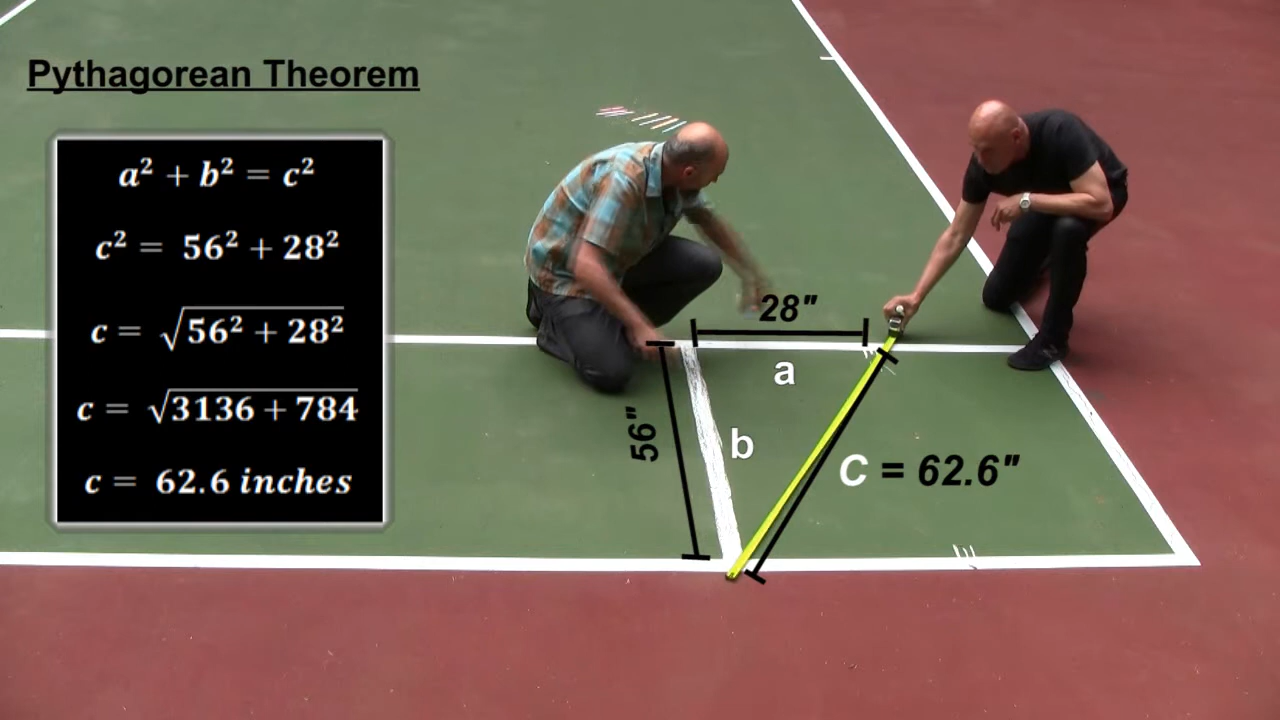 Pythagorean Theorem
a² + b² = c²
c² = 56² + 28²
c = √56² + 28²
c = √3136 + 784
c = 62.6 inches
28"
a
56"
b
C = 62.6"